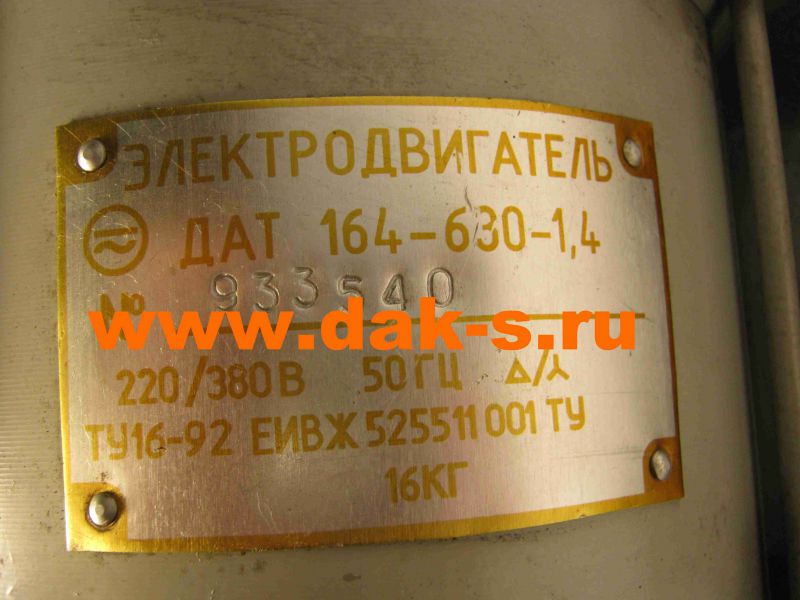 ЭЛЕКТРОДВИГАТЕЛЬ
ДАТ 164-630-1,4
№ 933540
www.dak-s.ru
220/380В 50ГЦ Δ/⅄
ТУ16-92 ЕИВЖ 525511 001 ТУ
16КГ